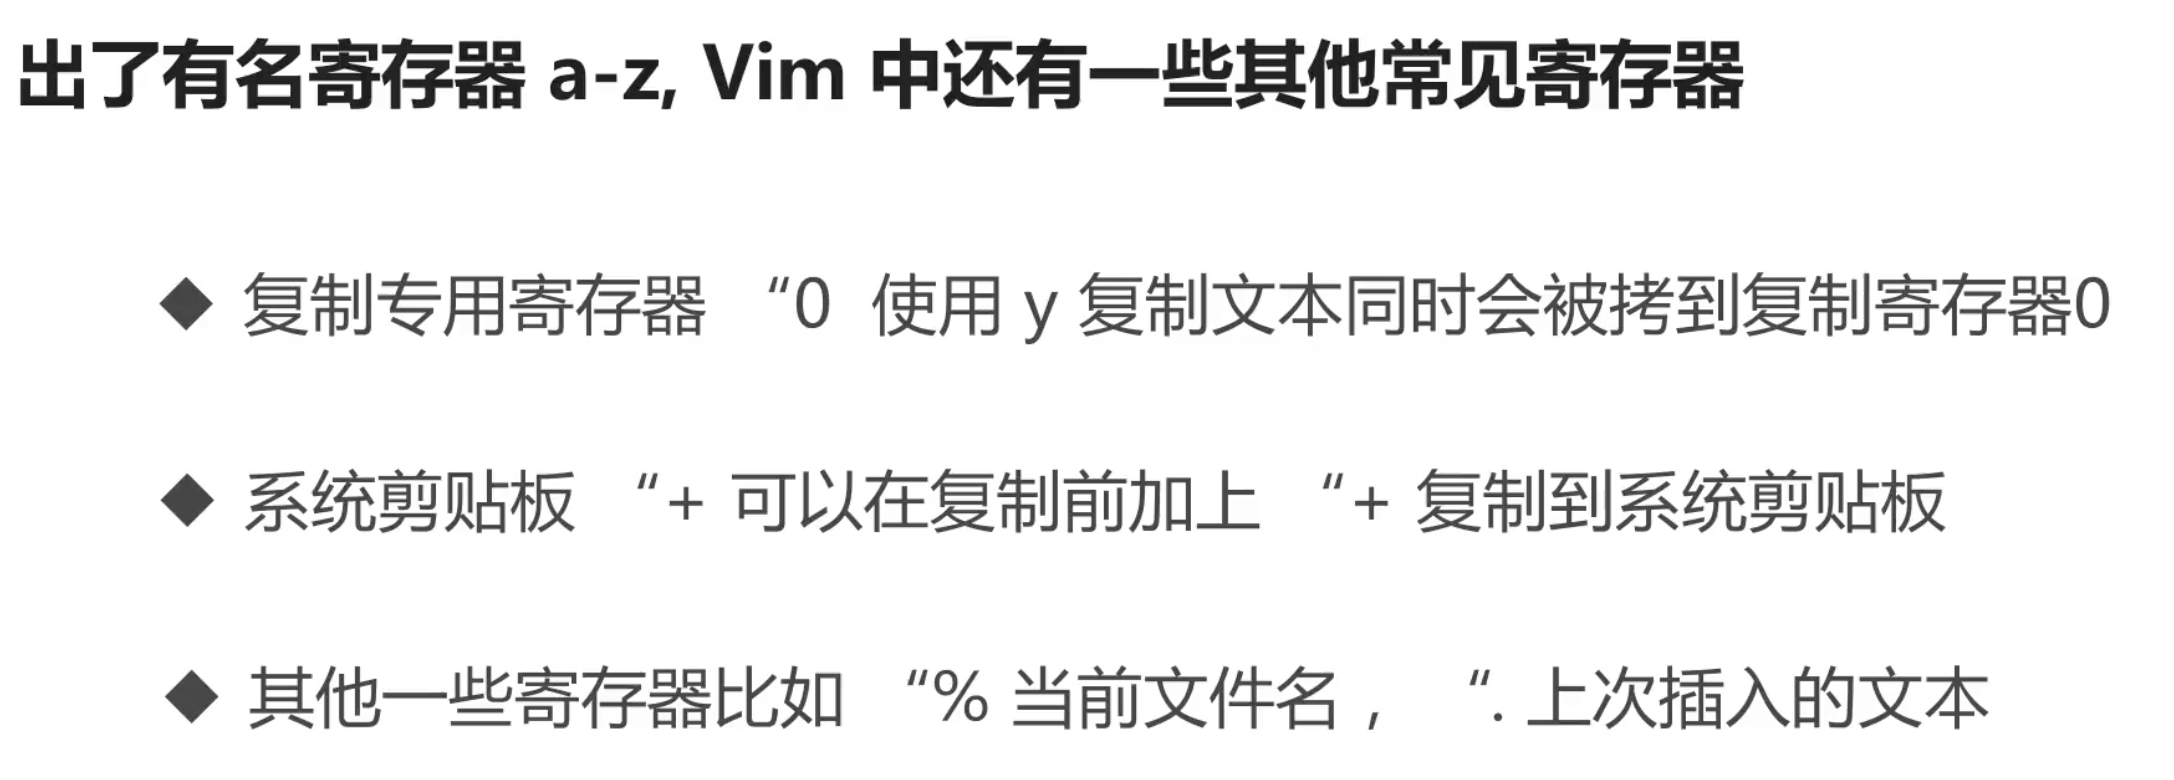 出了有名寄存器 a-z, Vim 中还有一些其他常见寄存器
◆ 复制专用寄存器 “0 使用 y 复制文本同时会被拷到复制寄存器0
◆ 系统剪贴板 “+ 可以在复制前加上 “+ 复制到系统剪贴板
◆ 其他一些寄存器比如 “% 当前文件名， “. 上次插入的文本